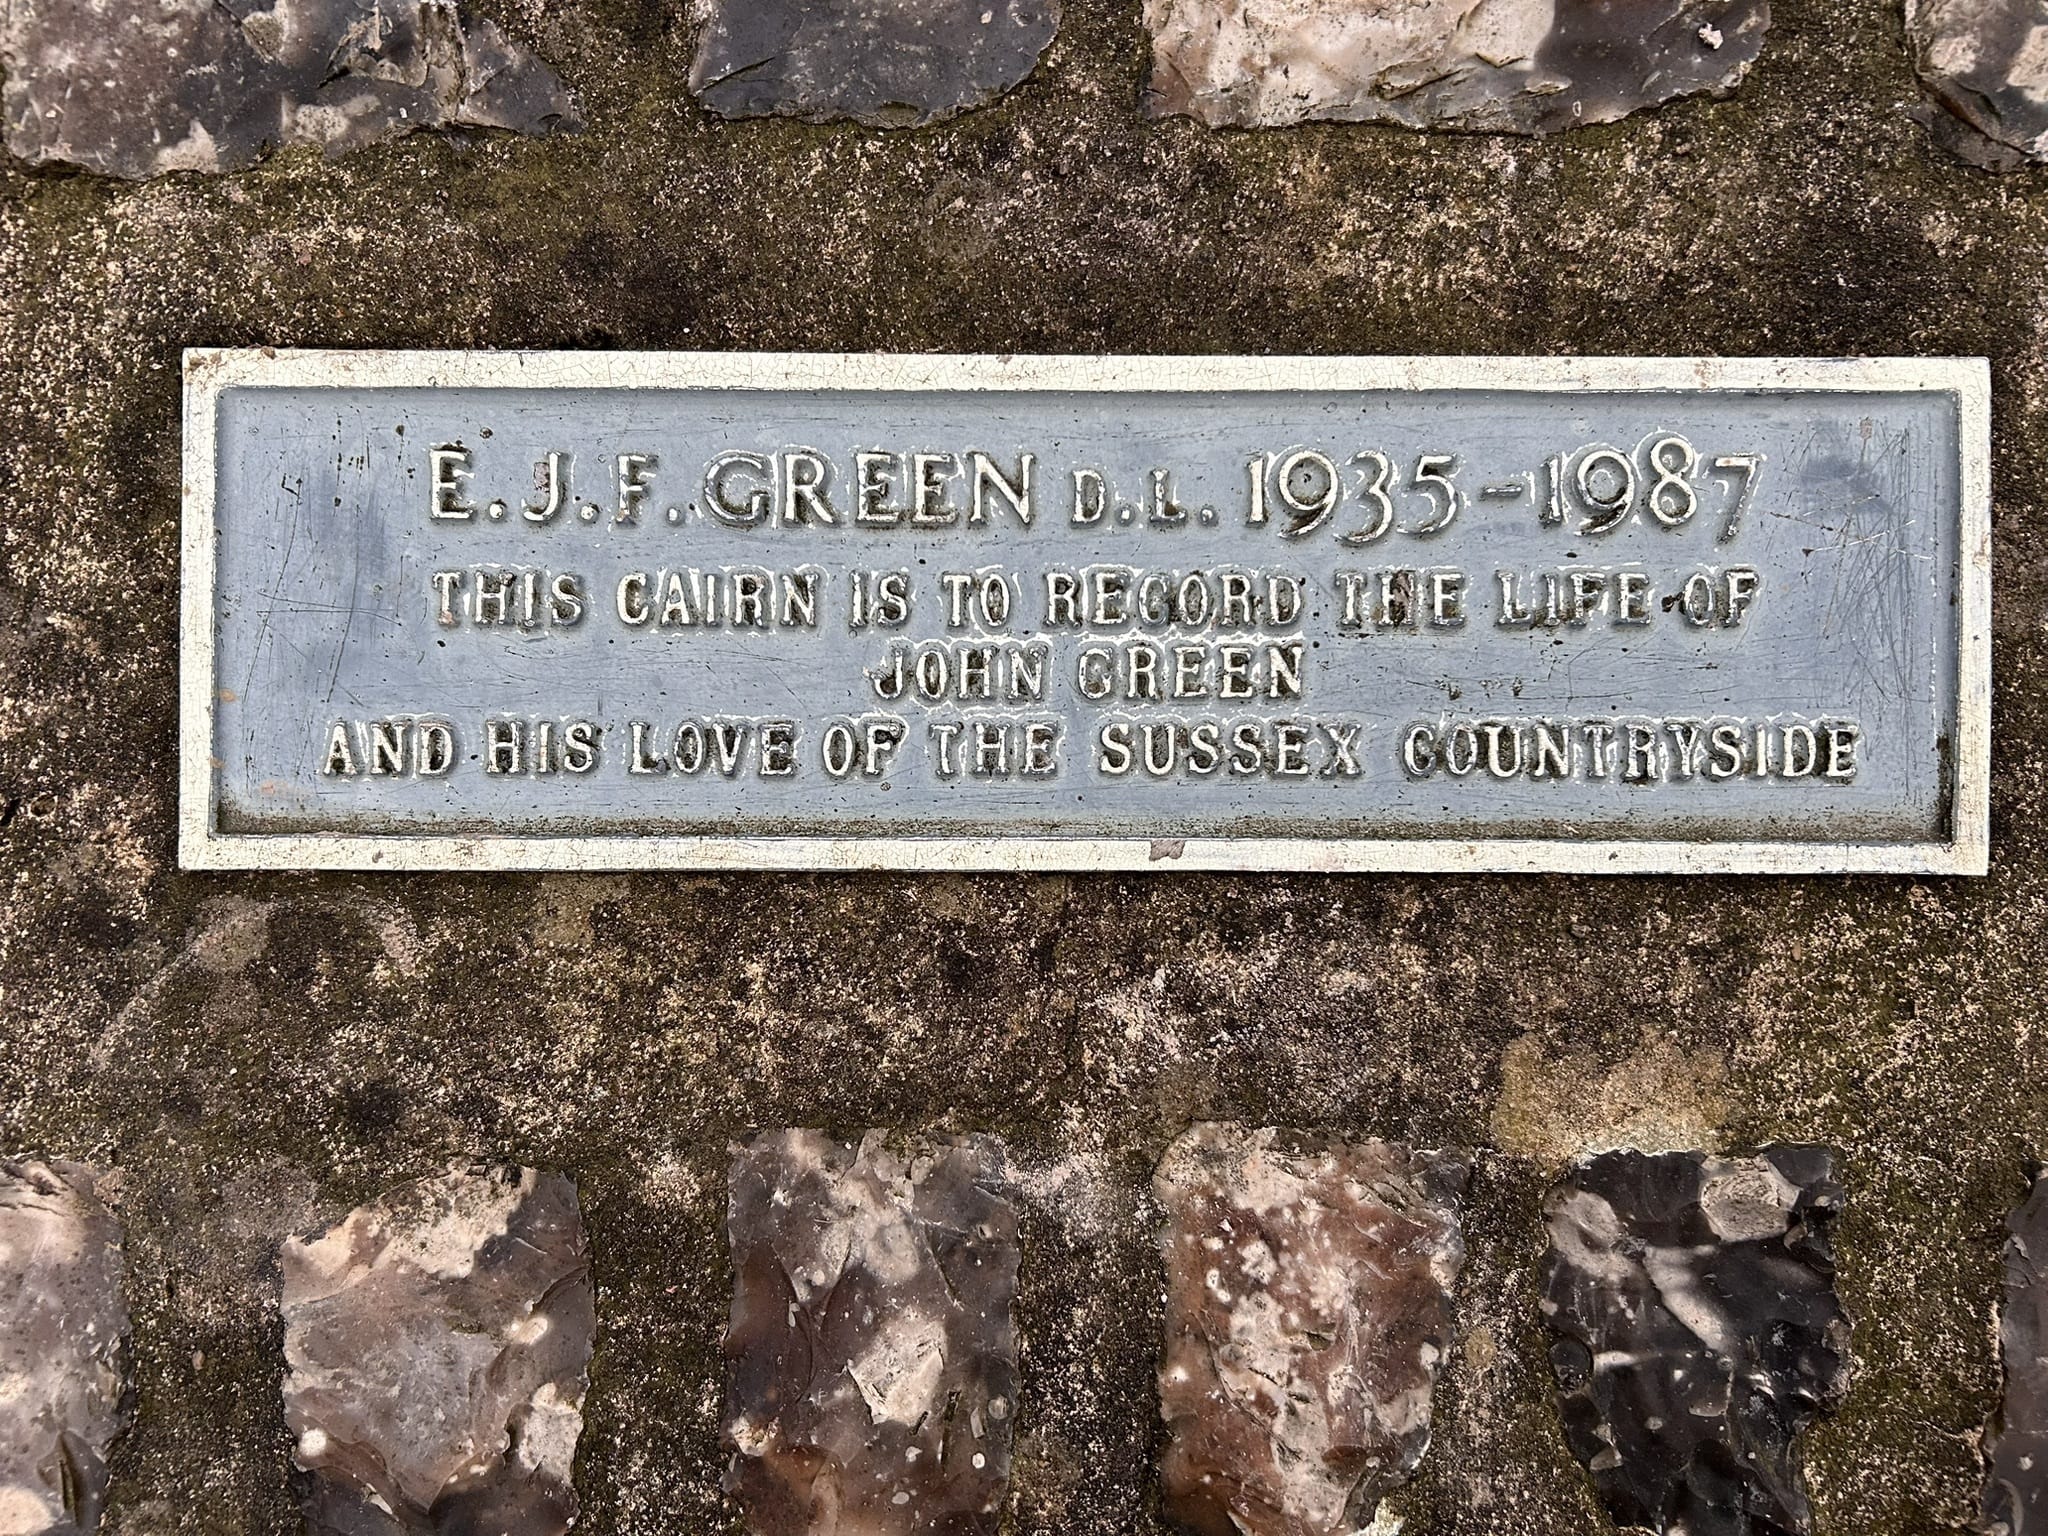 E.J.F. GREEN D.L. 1935-1987
THIS CAIRN IS TO RECORD THE LIFE OF
JOHN GREEN
AND HIS LOVE OF THE SUSSEX COUNTRYSIDE